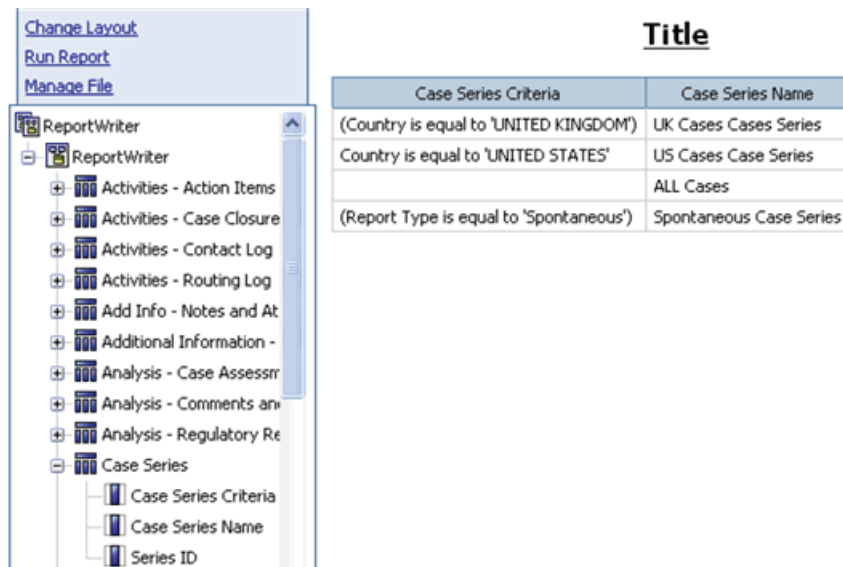 Change Layout
Run Report
Manage File
ReportWriter
ReportWriter
Activities - Action Items
Activities - Case Closure
Activities - Contact Log
Activities - Routing Log
Add Info - Notes and At
Additional Information -
Analysis - Case Assessm
Analysis - Comments an
Analysis - Regulatory Re
Case Series
Case Series Criteria
Case Series Name
Series ID
Title
Case Series Criteria Case Series Name
(Country is equal to 'UNITED KINGDOM') UK Cases Cases Series
Country is equal to 'UNITED STATES' US Cases Case Series
ALL Cases
(Report Type is equal to 'Spontaneous') Spontaneous Case Series